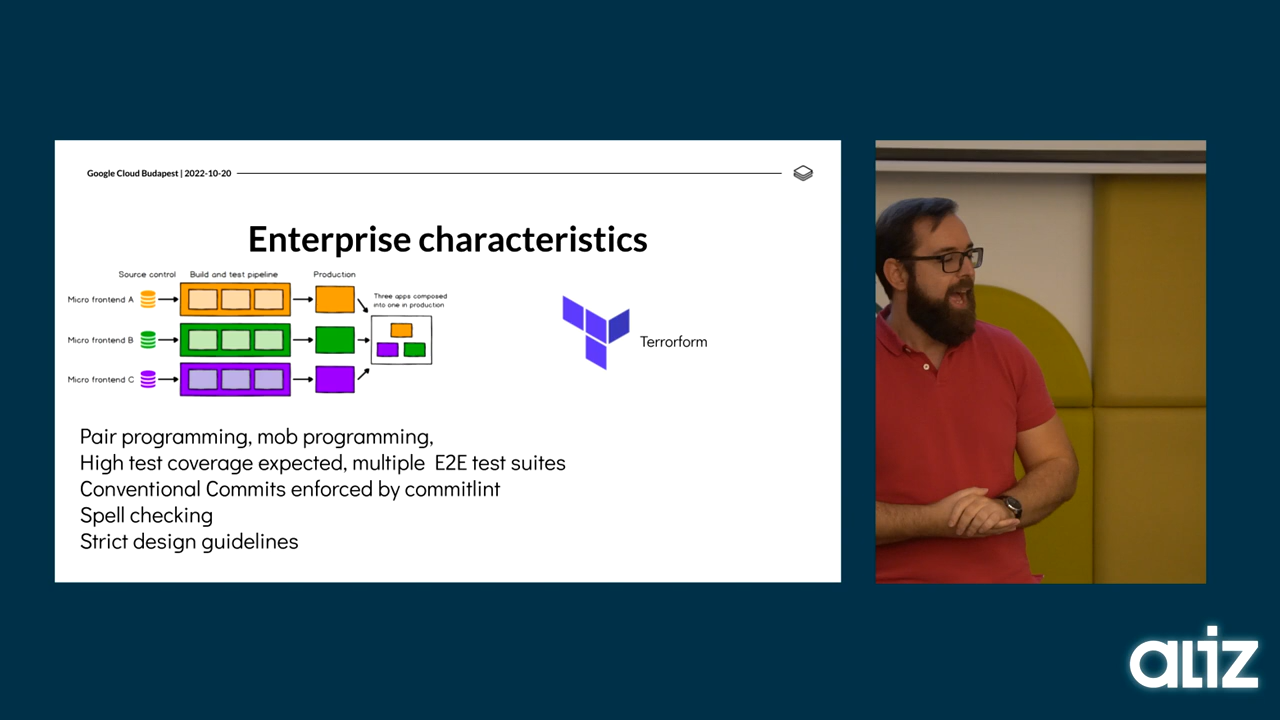 Google Cloud Budapest | 2022-10-20
Enterprise characteristics
Source control
Build and test pipeline
Production
Micro frontend A
Micro frontend B
Micro frontend C
Three apps composed
into one in production
Terrorform
Pair programming, mob programming,
High test coverage expected, multiple E2E test suites
Conventional Commits enforced by commitlint
Spell checking
Strict design guidelines
aliz